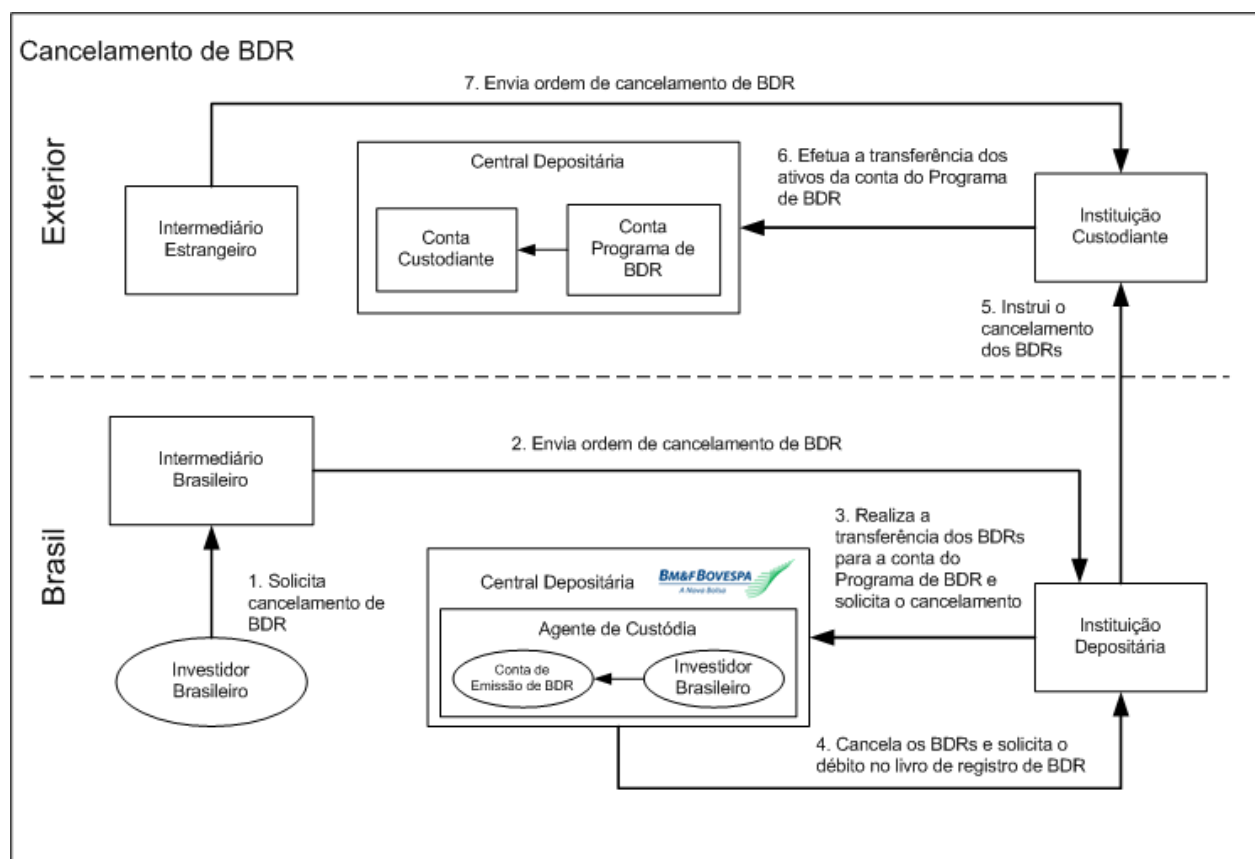 Cancelamento de BDR
Exterior
7. Envia ordem de cancelamento de BDR
Intermediário
Estrangeiro
Central Depositária
Conta
Custodiante
Conta
Programa de
BDR
6. Efetua a transferência dos
ativos da conta do Programa
de BDR
Instituição
Custodiante
5. Instrui o
cancelamento
dos BDRs
Brasil
Intermediário
Brasileiro
2. Envia ordem de cancelamento de BDR
1. Solicita
cancelamento de
BDR
Investidor
Brasileiro
Central Depositária
BM&FBOVESPA
A Nova Bolsa
Agente de Custódia
Conta de
Emissão de BDR
Investidor
Brasileiro
3. Realiza a
transferência dos BDRs
para a conta do
Programa de BDR e
solicita o cancelamento
Instituição
Depositária
4. Cancela os BDRs e solicita o
débito no livro de registro de BDR